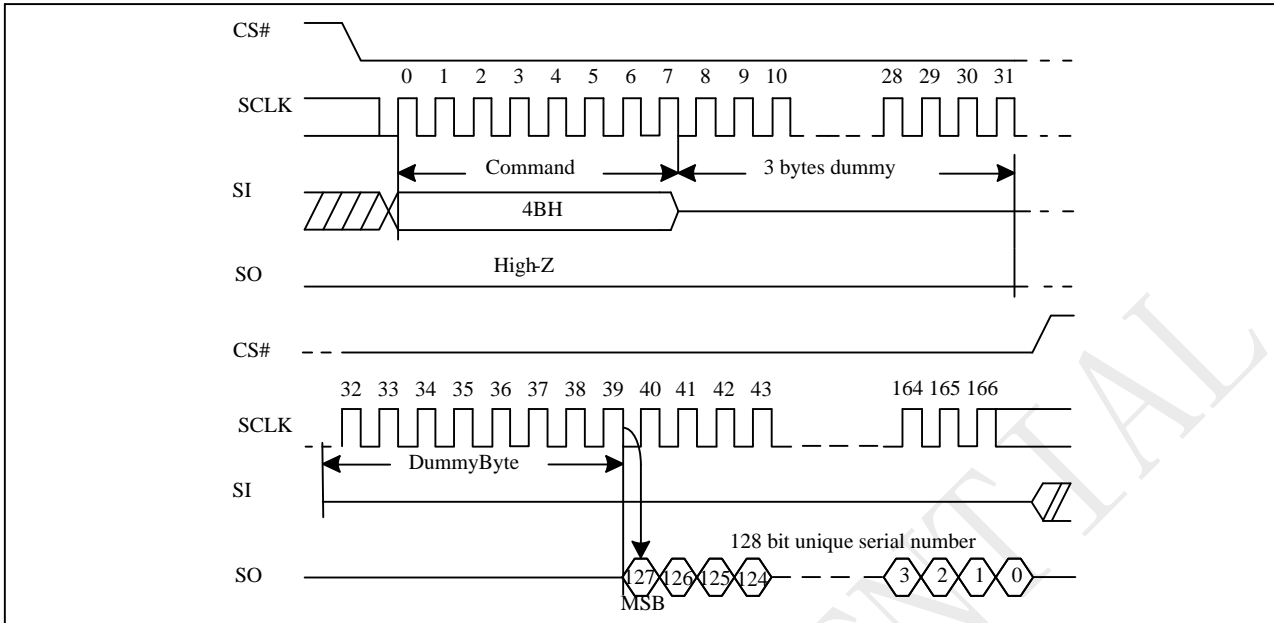 CS#
0 1 2 3 4 5 6 7 8 9 10 28 29 30 31
SCLK
Command 3 bytes dummy
SI
4BH
High-Z
SO
CS#
32 33 34 35 36 37 38 39 40 41 42 43 164 165 166
SCLK
DummyByte
SI
128 bit unique serial number
SO
127 126 125 124 3 2 1 0
MSB
NTIAL